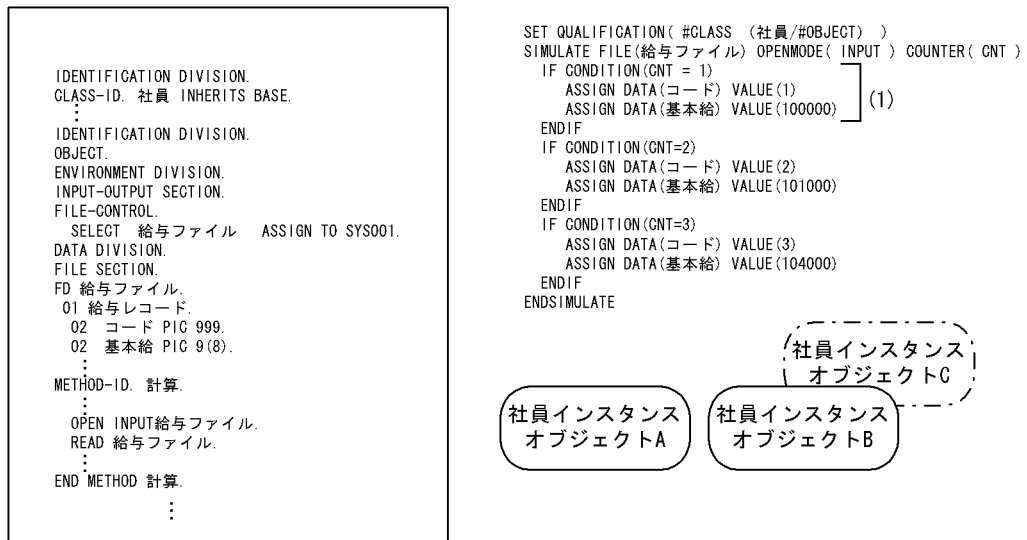 IDENTIFICATION DIVISION.
CLASS-ID. 社員 INHERITS BASE.
⋮
IDENTIFICATION DIVISION.
OBJECT.
ENVIRONMENT DIVISION.
INPUT-OUTPUT SECTION.
FILE-CONTROL.
SELECT 給与ファイル ASSIGN TO SYS001.
DATA DIVISION.
FILE SECTION.
FD 給与ファイル.
01 給与レコード.
02 コード PIC 999.
02 基本給 PIC 9(8).
⋮
METHOD-ID. 計算.
⋮
OPEN INPUT給与ファイル.
READ 給与ファイル.
⋮
END METHOD 計算.
⋮
SET QUALIFICATION( #CLASS (社員/#OBJECT) )
SIMULATE FILE(給与ファイル) OPENMODE( INPUT ) COUNTER( CNT )
IF CONDITION(CNT = 1)
ASSIGN DATA(コード) VALUE(1)
ASSIGN DATA(基本給) VALUE(100000)
(1)
ENDIF
IF CONDITION(CNT=2)
ASSIGN DATA(コード) VALUE(2)
ASSIGN DATA(基本給) VALUE(101000)
ENDIF
IF CONDITION(CNT=3)
ASSIGN DATA(コード) VALUE(3)
ASSIGN DATA(基本給) VALUE(104000)
ENDIF
ENDSIMULATE
社員インスタンス
オブジェクトC
社員インスタンス
オブジェクトA
社員インスタンス
オブジェクトB